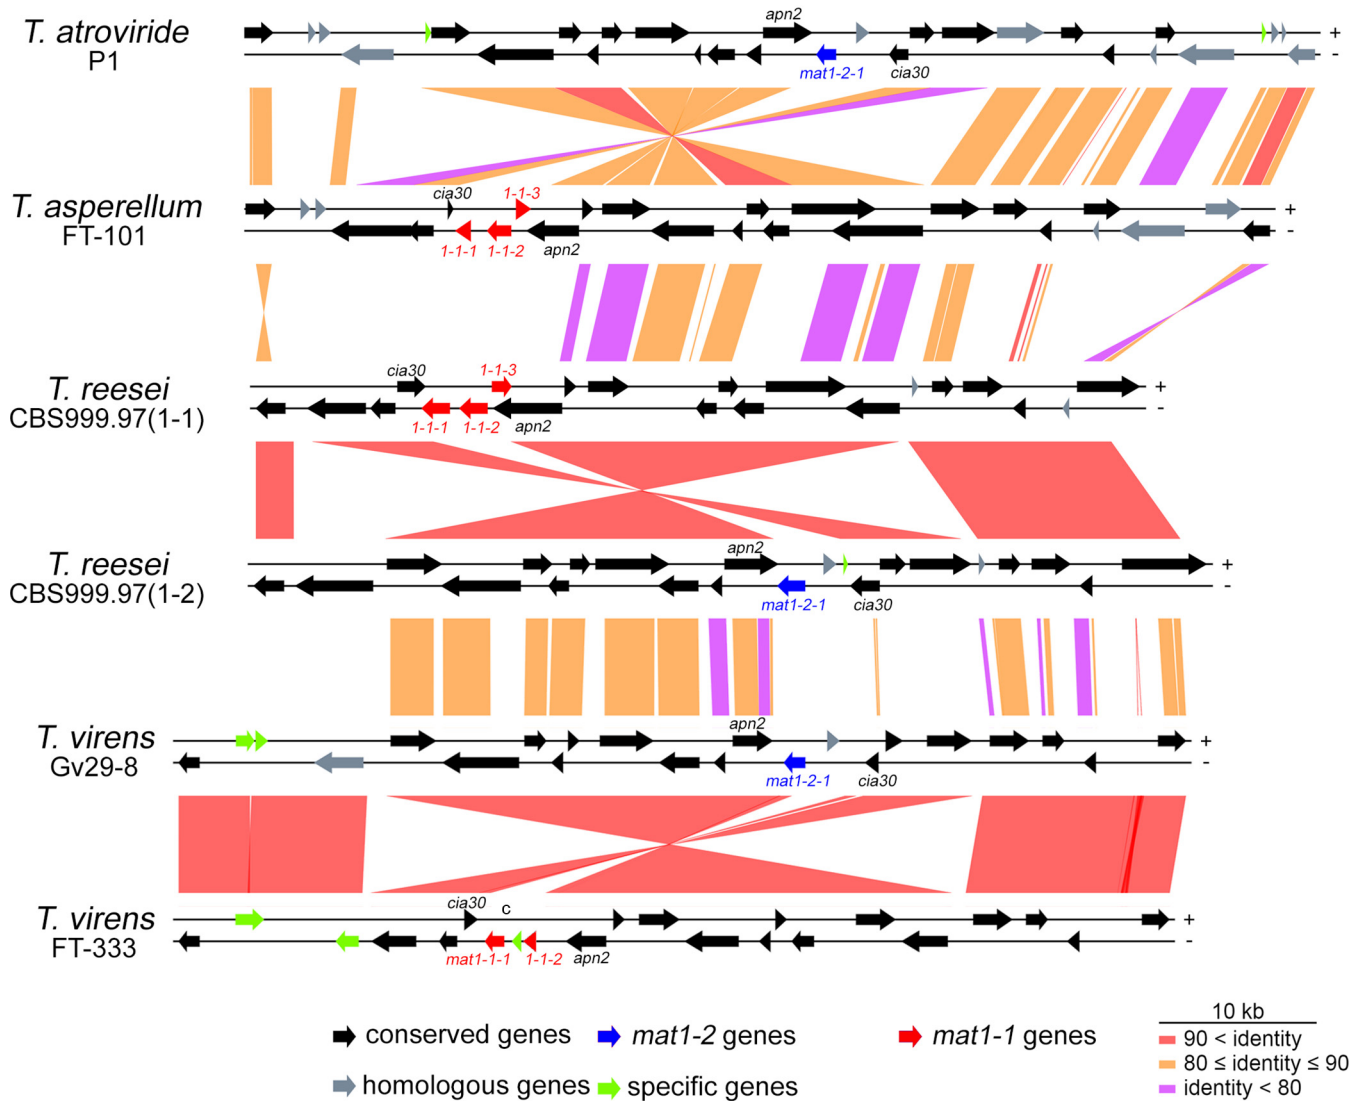 T. atroviride
P1
apn2
+
-
mat1-2-1
cia30
T. asperellum
FT-101
cia30
1-1-3
+
-
1-1-1
1-1-2
apn2
T. reesei
CBS999.97(1-1)
cia30
1-1-3
+
-
1-1-1
1-1-2
apn2
T. reesei
CBS999.97(1-2)
apn2
+
-
mat1-2-1
cia30
T. virens
Gv29-8
apn2
+
-
mat1-2-1
cia30
T. virens
FT-333
cia30
c
+
-
mat1-1-1
1-1-2
apn2
conserved genes
mat1-2 genes
mat1-1 genes
homologous genes
specific genes
10 kb
90 < identity
80 ≤ identity ≤ 90
identity < 80